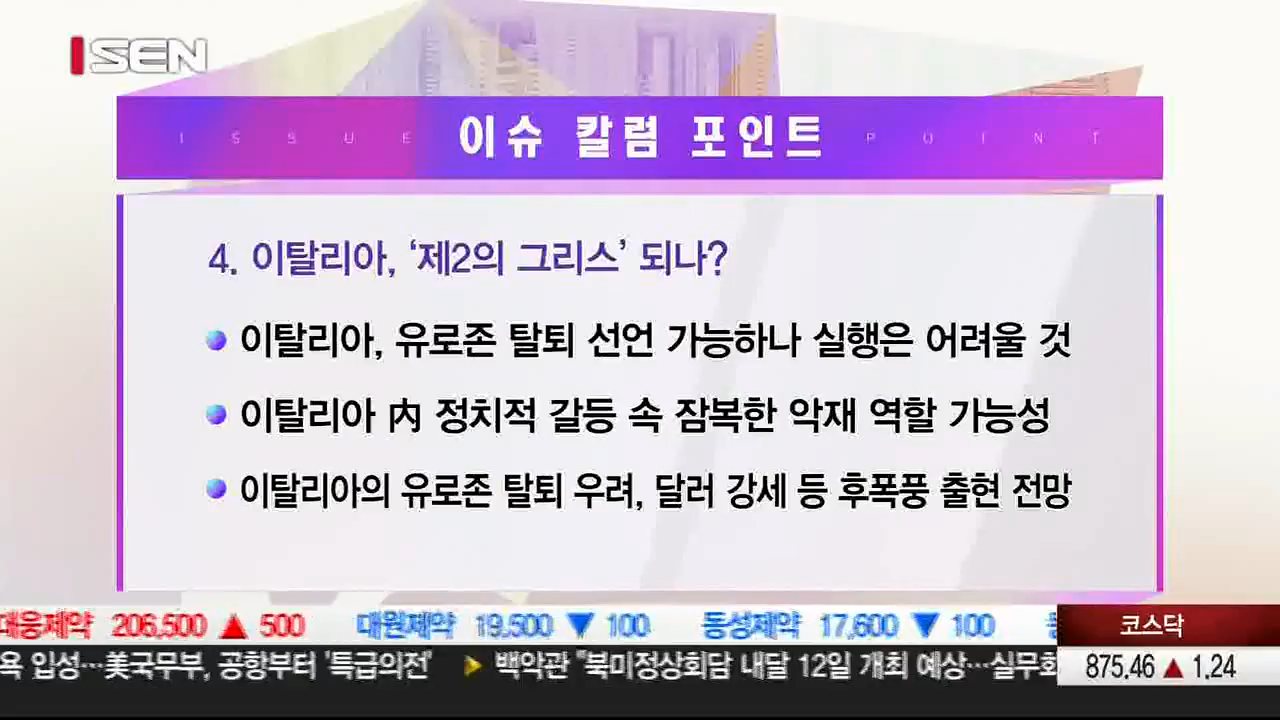 SEN
ISSUE 이슈 칼럼 포인트 POINT
4. 이탈리아, ‘제2의 그리스’ 되나?
이탈리아, 유로존 탈퇴 선언 가능하나 실행은 어려울 것
이탈리아 內 정치적 갈등 속 잠복한 악재 역할 가능성
이탈리아의 유로존 탈퇴 우려, 달러 강세 등 후폭풍 출현 전망
대웅제약 206,500 ▲ 500 대원제약 19,500 ▼ 100 동성제약 17,600 ▼ 100 코스닥
욕 입성…美국무부, 공항부터 '특급의전' ▶ 백악관 "북미정상회담 내달 12일 개최 예상…실무회 875.46 ▲ 1.24